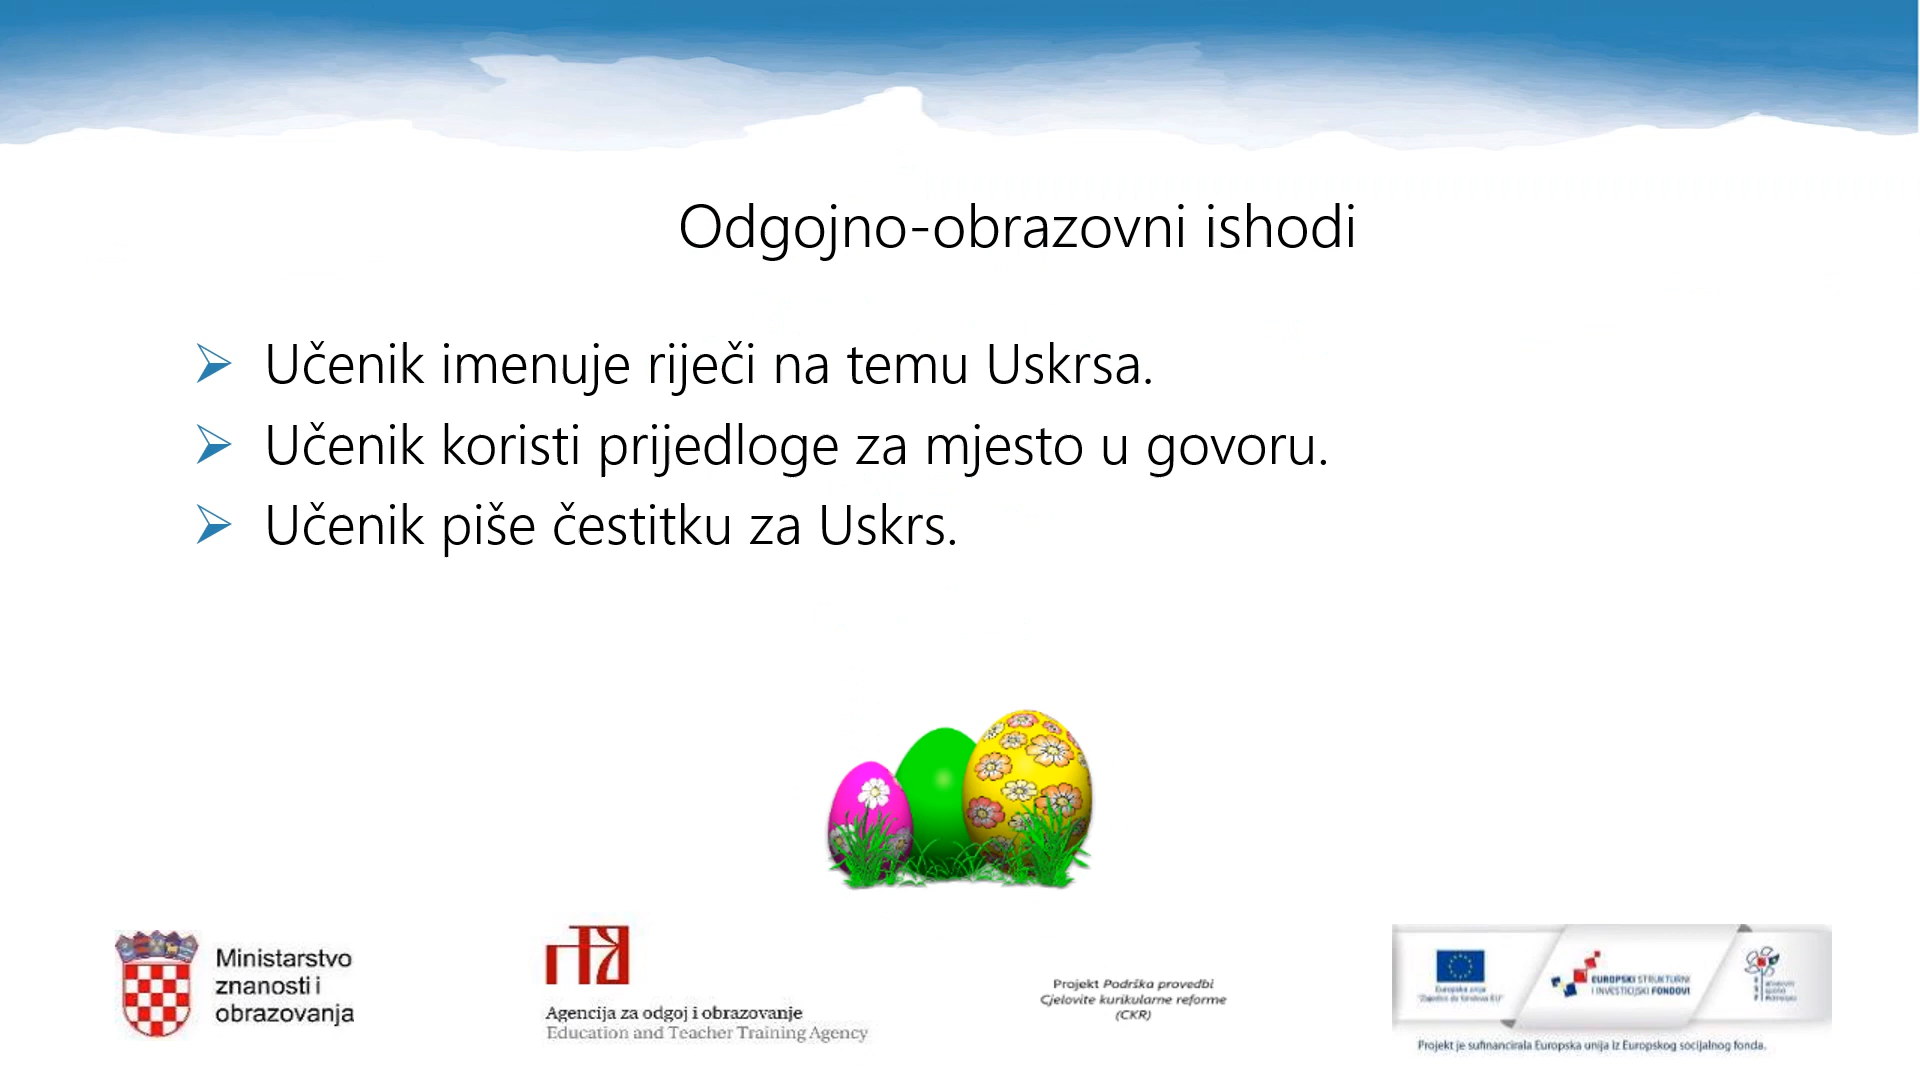 Odgojno-obrazovni ishodi
Učenik imenuje riječi na temu Uskrsa.
Učenik koristi prijedloge za mjesto u govoru.
Učenik piše čestitku za Uskrs.
Ministarstvo
znanosti i
obrazovanja
Agencija za odgoj i obrazovanje
Education and Teacher Training Agency
Projekt Podrška provedbi
Cjelovite kurikularne reforme
(CKR)
Europska unija
EUROPSKI STRUKTURNI
I INVESTICIJSKI FONDOVI
Projekt je sufinancirala Europska unija iz Europskog socijalnog fonda.